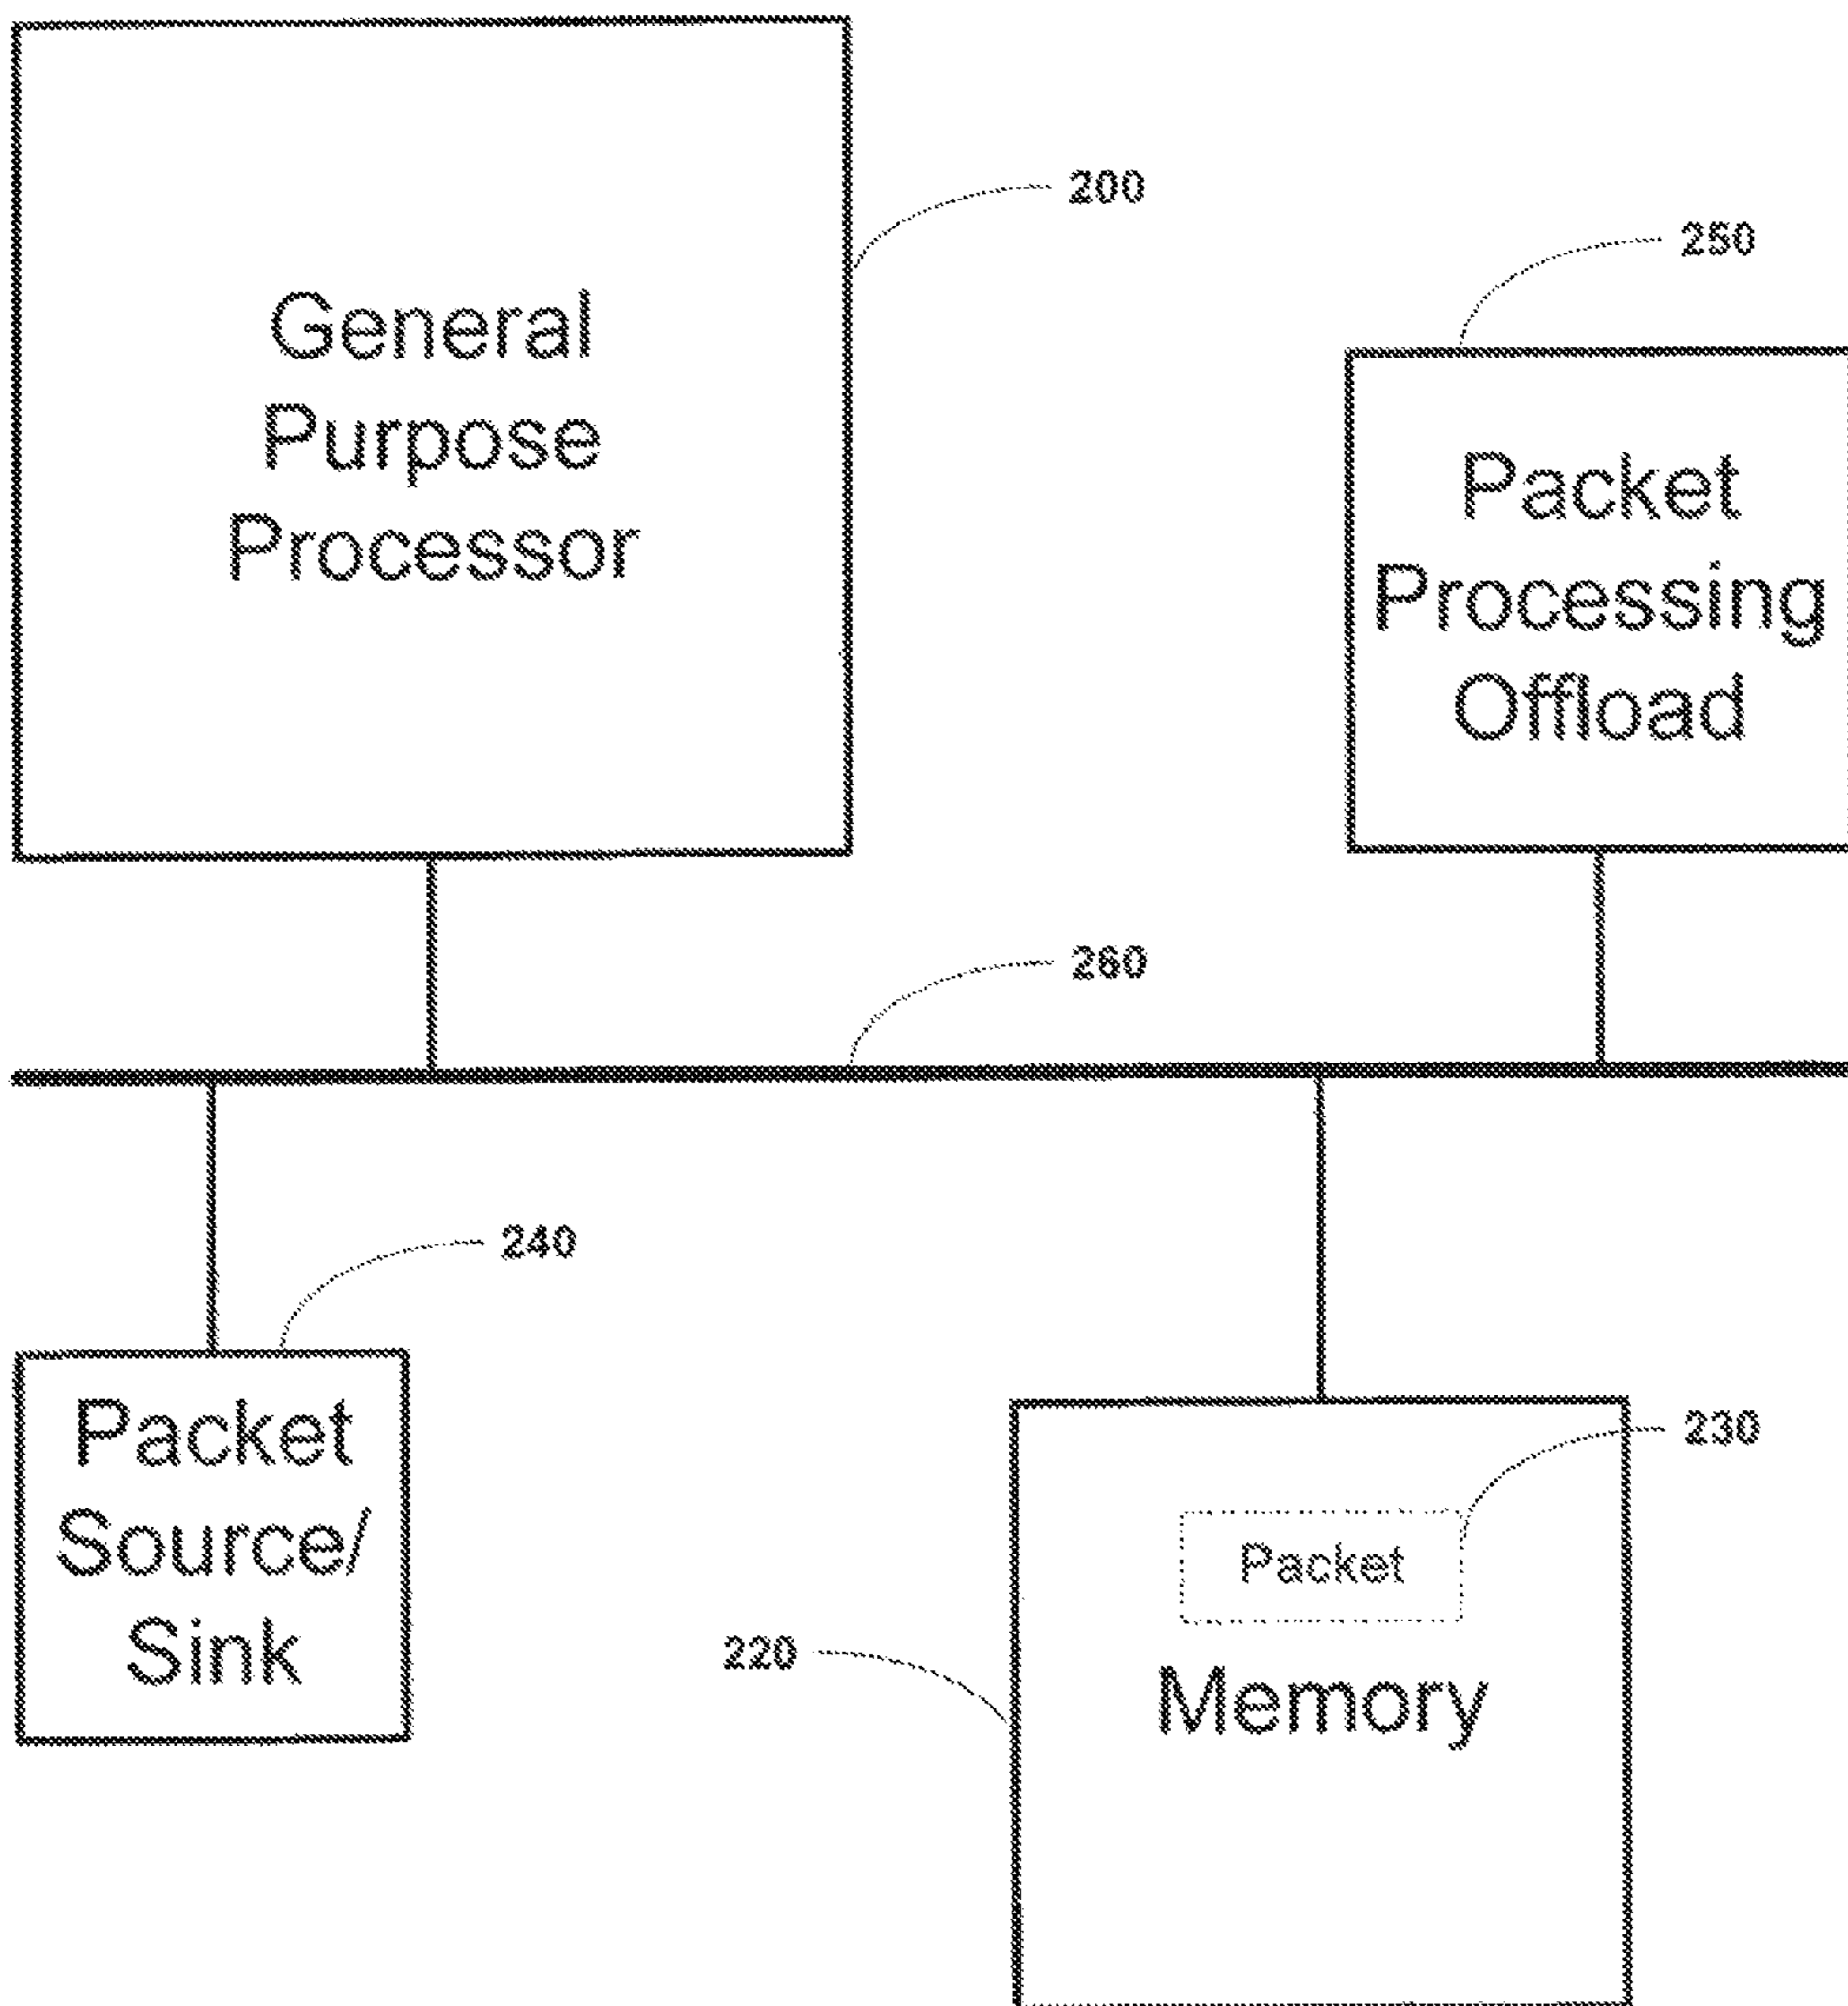 General
Purpose
Processor
200
250
Packet
Processing
Offload
260
240
Packet
Source/
Sink
230
Packet
220
Memory